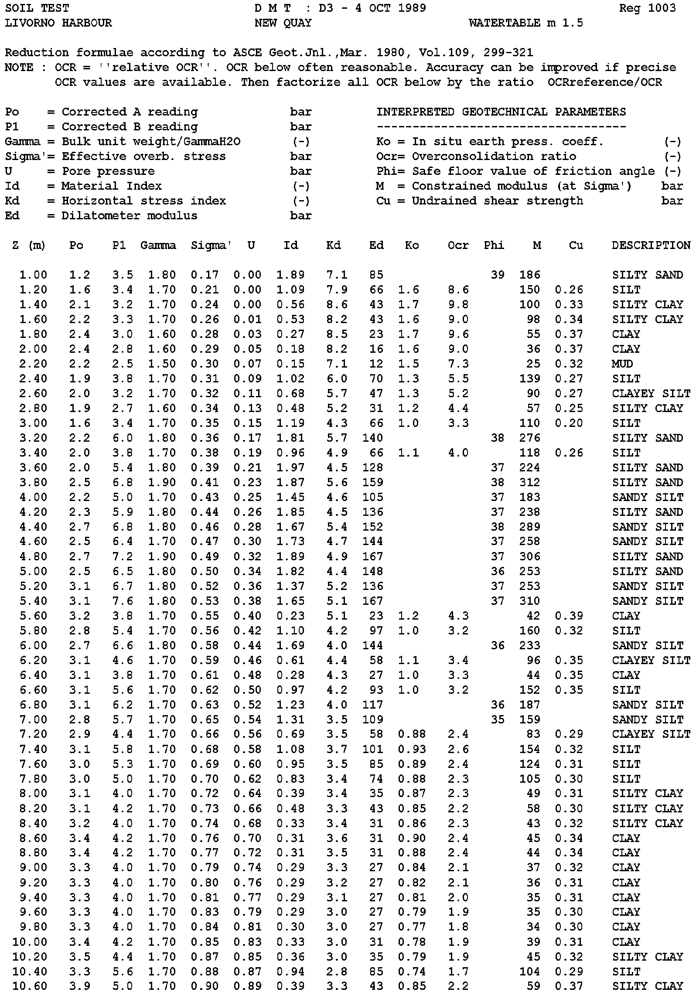 SOIL TEST D M T : D3 - 4 OCT 1989 Reg 1003
LIVORNO HARBOUR NEW QUAY WATERTABLE m 1.5
Reduction formulae according to ASCE Geot.Jnl.,Mar. 1980, Vol.109, 299-321
NOTE : OCR = ''relative OCR''. OCR below often reasonable. Accuracy can be improved if precise
OCR values are available. Then factorize all OCR below by the ratio OCRreference/OCR
Po = Corrected A reading bar INTERPRETED GEOTECHNICAL PARAMETERS
P1 = Corrected B reading bar -----------------------------------
Gamma = Bulk unit weight/GammaH2O (-) Ko = In situ earth press. coeff. (-)
Sigma'= Effective overb. stress bar Ocr= Overconsolidation ratio (-)
U = Pore pressure bar Phi= Safe floor value of friction angle (-)
Id = Material Index (-) M = Constrained modulus (at Sigma') bar
Kd = Horizontal stress index (-) Cu = Undrained shear strength bar
Ed = Dilatometer modulus bar
Z (m) Po P1 Gamma Sigma' U Id Kd Ed Ko Ocr Phi M Cu DESCRIPTION
1.00 1.2 3.5 1.80 0.17 0.00 1.89 7.1 85 39 186 SILTY SAND
1.20 1.6 3.4 1.70 0.21 0.00 1.09 7.9 66 1.6 8.6 150 0.26 SILT
1.40 2.1 3.2 1.70 0.24 0.00 0.56 8.6 43 1.7 9.8 100 0.33 SILTY CLAY
1.60 2.2 3.3 1.70 0.26 0.01 0.53 8.2 43 1.6 9.0 98 0.34 SILTY CLAY
1.80 2.4 3.0 1.60 0.28 0.03 0.27 8.5 23 1.7 9.6 55 0.37 CLAY
2.00 2.4 2.8 1.60 0.29 0.05 0.18 8.2 16 1.6 9.0 36 0.37 CLAY
2.20 2.2 2.5 1.50 0.30 0.07 0.15 7.1 12 1.5 7.3 25 0.32 MUD
2.40 1.9 3.8 1.70 0.31 0.09 1.02 6.0 70 1.3 5.5 139 0.27 SILT
2.60 2.0 3.2 1.70 0.32 0.11 0.68 5.7 47 1.3 5.2 90 0.27 CLAYEY SILT
2.80 1.9 2.7 1.60 0.34 0.13 0.48 5.2 31 1.2 4.4 57 0.25 SILTY CLAY
3.00 1.6 3.4 1.70 0.35 0.15 1.19 4.3 66 1.0 3.3 110 0.20 SILT
3.20 2.2 6.0 1.80 0.36 0.17 1.81 5.7 140 38 276 SILTY SAND
3.40 2.0 3.8 1.70 0.38 0.19 0.96 4.9 66 1.1 4.0 118 0.26 SILT
3.60 2.0 5.4 1.80 0.39 0.21 1.97 4.5 128 37 224 SILTY SAND
3.80 2.5 6.8 1.90 0.41 0.23 1.87 5.6 159 38 312 SILTY SAND
4.00 2.2 5.0 1.70 0.43 0.25 1.45 4.6 105 37 183 SANDY SILT
4.20 2.3 5.9 1.80 0.44 0.26 1.85 4.5 136 37 238 SILTY SAND
4.40 2.7 6.8 1.80 0.46 0.28 1.67 5.4 152 38 289 SANDY SILT
4.60 2.5 6.4 1.70 0.47 0.30 1.73 4.7 144 37 258 SANDY SILT
4.80 2.7 7.2 1.90 0.49 0.32 1.89 4.9 167 37 306 SILTY SAND
5.00 2.5 6.5 1.80 0.50 0.34 1.82 4.4 148 36 253 SILTY SAND
5.20 3.1 6.7 1.80 0.52 0.36 1.37 5.2 136 37 253 SANDY SILT
5.40 3.1 7.6 1.80 0.53 0.38 1.65 5.1 167 37 310 SANDY SILT
5.60 3.2 3.8 1.70 0.55 0.40 0.23 5.1 23 1.2 4.3 42 0.39 CLAY
5.80 2.8 5.4 1.70 0.56 0.42 1.10 4.2 97 1.0 3.2 160 0.32 SILT
6.00 2.7 6.6 1.80 0.58 0.44 1.69 4.0 144 36 233 SANDY SILT
6.20 3.1 4.6 1.70 0.59 0.46 0.61 4.4 58 1.1 3.4 96 0.35 CLAYEY SILT
6.40 3.1 3.8 1.70 0.61 0.48 0.28 4.3 27 1.0 3.3 44 0.35 CLAY
6.60 3.1 5.6 1.70 0.62 0.50 0.97 4.2 93 1.0 3.2 152 0.35 SILT
6.80 3.1 6.2 1.70 0.63 0.52 1.23 4.0 117 36 187 SANDY SILT
7.00 2.8 5.7 1.70 0.65 0.54 1.31 3.5 109 35 159 SANDY SILT
7.20 2.9 4.4 1.70 0.66 0.56 0.69 3.5 58 0.88 2.4 83 0.29 CLAYEY SILT
7.40 3.1 5.8 1.70 0.68 0.58 1.08 3.7 101 0.93 2.6 154 0.32 SILT
7.60 3.0 5.3 1.70 0.69 0.60 0.95 3.5 85 0.89 2.4 124 0.31 SILT
7.80 3.0 5.0 1.70 0.70 0.62 0.83 3.4 74 0.88 2.3 105 0.30 SILT
8.00 3.1 4.0 1.70 0.72 0.64 0.39 3.4 35 0.87 2.3 49 0.31 SILTY CLAY
8.20 3.1 4.2 1.70 0.73 0.66 0.48 3.3 43 0.85 2.2 58 0.30 SILTY CLAY
8.40 3.2 4.0 1.70 0.74 0.68 0.33 3.4 31 0.86 2.3 43 0.32 SILTY CLAY
8.60 3.4 4.2 1.70 0.76 0.70 0.31 3.6 31 0.90 2.4 45 0.34 CLAY
8.80 3.4 4.2 1.70 0.77 0.72 0.31 3.5 31 0.88 2.4 44 0.34 CLAY
9.00 3.3 4.0 1.70 0.79 0.74 0.29 3.3 27 0.84 2.1 37 0.32 CLAY
9.20 3.3 4.0 1.70 0.80 0.76 0.29 3.2 27 0.82 2.1 36 0.31 CLAY
9.40 3.3 4.0 1.70 0.81 0.77 0.29 3.1 27 0.81 2.0 35 0.31 CLAY
9.60 3.3 4.0 1.70 0.83 0.79 0.29 3.0 27 0.79 1.9 35 0.30 CLAY
9.80 3.3 4.0 1.70 0.84 0.81 0.30 3.0 27 0.77 1.8 34 0.30 CLAY
10.00 3.4 4.2 1.70 0.85 0.83 0.33 3.0 31 0.78 1.9 39 0.31 CLAY
10.20 3.5 4.4 1.70 0.87 0.85 0.36 3.0 35 0.79 1.9 45 0.32 SILTY CLAY
10.40 3.3 5.6 1.70 0.88 0.87 0.94 2.8 85 0.74 1.7 104 0.29 SILT
10.60 3.9 5.0 1.70 0.90 0.89 0.39 3.3 43 0.85 2.2 59 0.37 SILTY CLAY